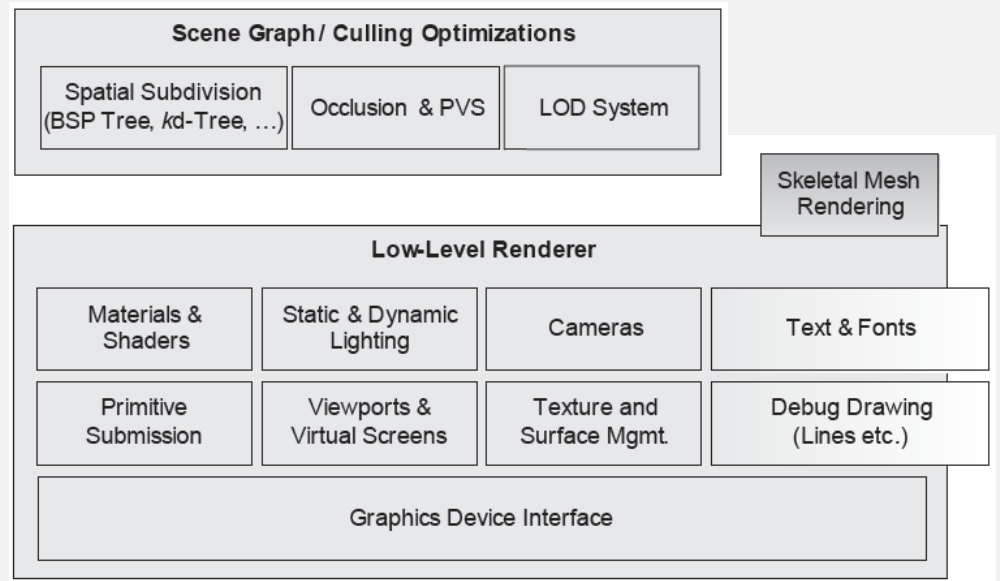 Scene Graph / Culling Optimizations
Spatial Subdivision
(BSP Tree, kd-Tree, …)
Occlusion & PVS
LOD System
Skeletal Mesh
Rendering
Low-Level Renderer
Materials &
Shaders
Static & Dynamic
Lighting
Cameras
Text & Fonts
Primitive
Submission
Viewports &
Virtual Screens
Texture and
Surface Mgmt.
Debug Drawing
(Lines etc.)
Graphics Device Interface